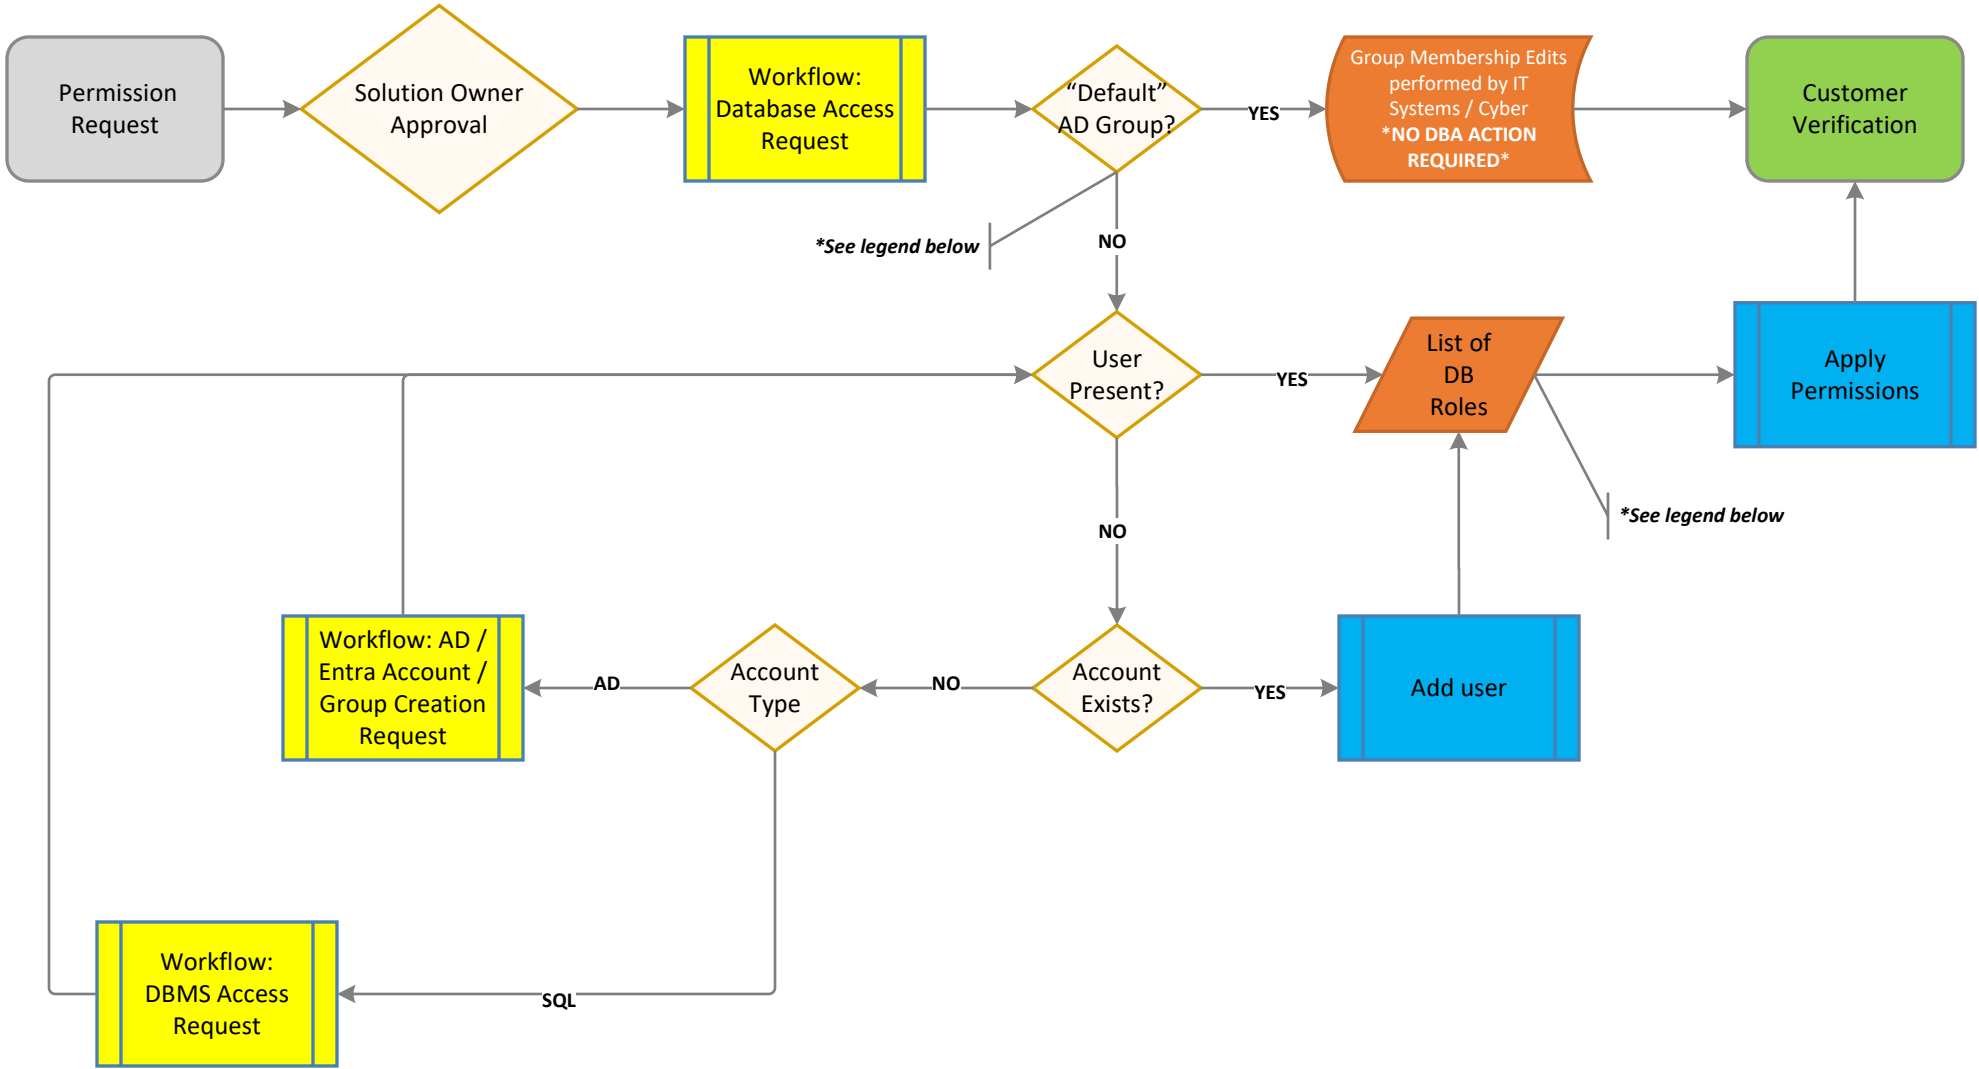 Permission
Request
Solution Owner
Approval
Workflow:
Database Access
Request
“Default”
AD Group?
YES
Group Membership Edits
performed by IT
Systems / Cyber
*NO DBA ACTION
REQUIRED*
Customer
Verification
*See legend below
NO
User
Present?
YES
List of
DB
Roles
Apply
Permissions
*See legend below
NO
Workflow: AD /
Entra Account /
Group Creation
Request
AD
Account
Type
NO
Account
Exists?
YES
Add user
Workflow:
DBMS Access
Request
SQL